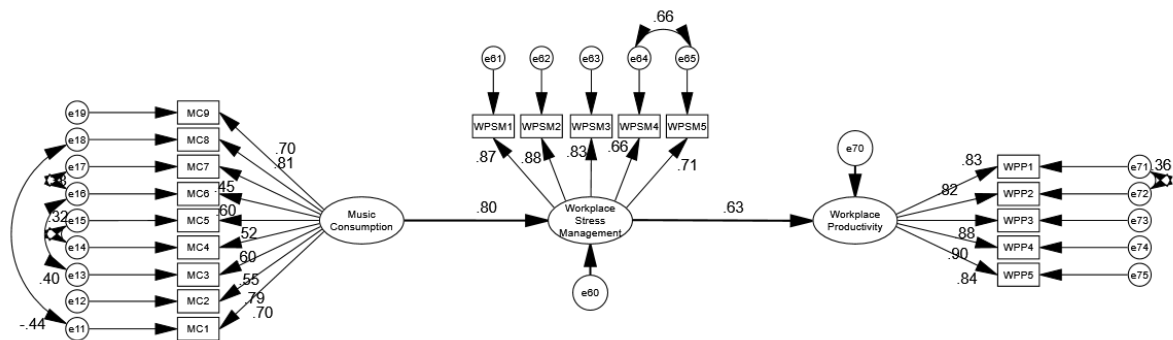 .66
e61
e62
e63
e64
e65
WPSM1
WPSM2
WPSM3
WPSM4
WPSM5
.87
.88
.83
.66
.71
e19
MC9
e18
MC8
e17
MC7
e16
MC6
e15
MC5
e14
MC4
e13
MC3
e12
MC2
e11
MC1
.32
.40
-.44
.70
.81
.45
.60
.52
.60
.55
.79
.70
Music
Consumption
.80
Workplace
Stress
Management
e60
.63
e70
Workplace
Productivity
.83
.82
.88
.90
.84
WPP1
WPP2
WPP3
WPP4
WPP5
e71
e72
e73
e74
e75
.36